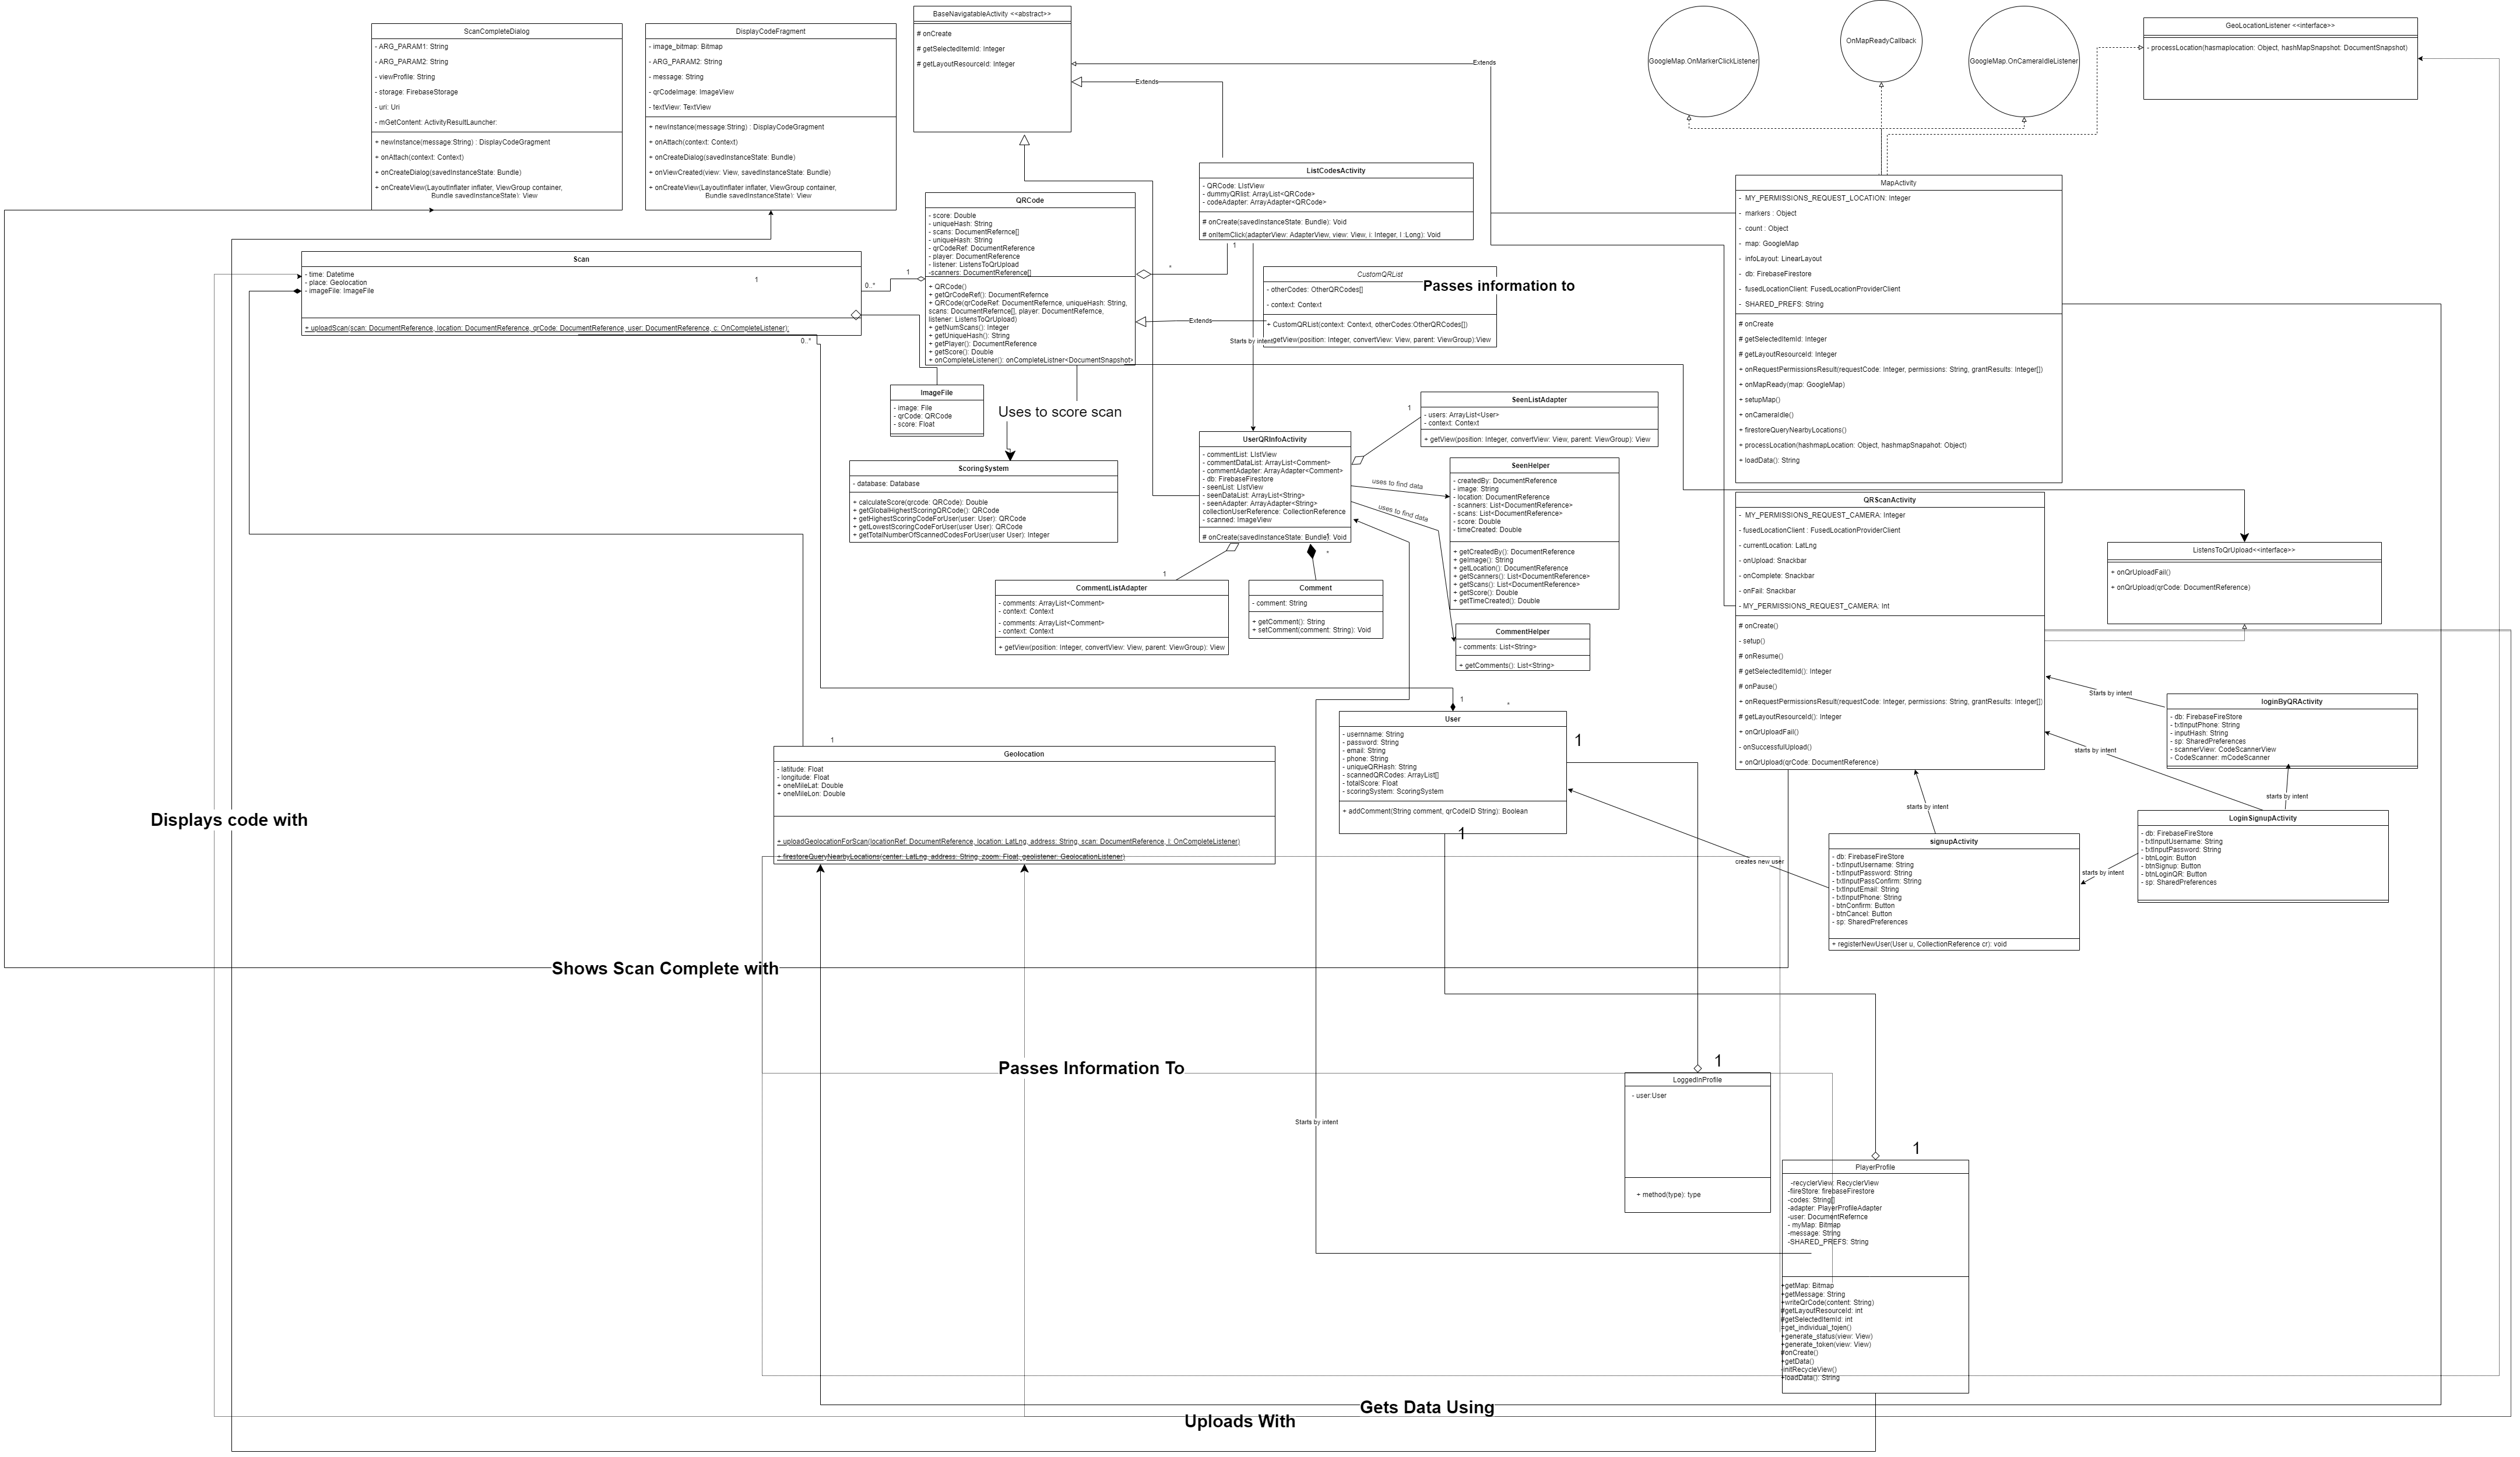 ScanCompleteDialog
- ARG_PARAM1: String
- ARG_PARAM2: String
- viewProfile: String
- storage: FirebaseStorage
- uri: Uri
- mGetContent: ActivityResultLauncher:
+ newInstance(message:String) : DisplayCodeGragment
+ onAttach(context: Context)
+ onCreateDialog(savedInstanceState: Bundle)
+ onCreateView(LayoutInflater inflater, ViewGroup container,
Bundle savedInstanceState): View
DisplayCodeFragment
- image_bitmap: Bitmap
- ARG_PARAM2: String
- message: String
- qrCodeImage: ImageView
- textView: TextView
+ newInstance(message:String) : DisplayCodeGragment
+ onAttach(context: Context)
+ onCreateDialog(savedInstanceState: Bundle)
+ onViewCreated(view: View, savedInstanceState: Bundle)
+ onCreateView(LayoutInflater inflater, ViewGroup container,
Bundle savedInstanceState): View
BaseNavigatableActivity <<abstract>>
# onCreate
# getSelectedItemId: Integer
# getLayoutResourceId: Integer
Extends
Extends
GoogleMap.OnMarkerClickListener
OnMapReadyCallback
GoogleMap.OnCameraIdleListener
GeoLocationListener <<interface>>
- processLocation(hasmaplocation: Object, hashMapSnapshot: DocumentSnapshot)
ListCodesActivity
- QRCode: LIstView
- dummyQRlist: ArrayList<QRCode>
- codeAdapter: ArrayAdapter<QRCode>
# onCreate(savedInstanceState: Bundle): Void
# onItemClick(adapterView: AdapterView, view: View, i: Integer, l :Long): Void
1
*
QRCode
- score: Double
- uniqueHash: String
- scans: DocumentRefernce[]
- uniqueHash: String
- qrCodeRef: DocumentReference
- player: DocumentReference
- listener: ListensToQrUpload
-scanners: DocumentReference[]
+ QRCode()
+ getQrCodeRef(): DocumentRefernce
+ QRCode(qrCodeRef: DocumentRefernce, uniqueHash: String,
scans: DocumentRefernce[], player: DocumentRefernce,
listener: ListensToQrUpload)
+ getNumScans(): Integer
+ getUniqueHash(): String
+ getPlayer(): DocumentReference
+ getScore(): Double
+ onCompleteListener(): onCompleteListner<DocumentSnapshot>
Scan
- time: Datetime
- place: Geolocation
- imageFile: ImageFile
+ uploadScan(scan: DocumentReference, location: DocumentReference, qrCode: DocumentReference, user: DocumentReference, c: OnCompleteListener);
1
0..*
1
0..*
CustomQRList
- otherCodes: OtherQRCodes[]
- context: Context
+ CustomQRList(context: Context, otherCodes:OtherQRCodes[])
getView(position: Integer, convertView: View, parent: ViewGroup):View
Passes information to
Extends
Starts by intent
MapActivity
- MY_PERMISSIONS_REQUEST_LOCATION: Integer
- markers : Object
- count : Object
- map: GoogleMap
- infoLayout: LinearLayout
- db: FirebaseFirestore
- fusedLocationClient: FusedLocationProviderClient
- SHARED_PREFS: String
# onCreate
# getSelectedItemId: Integer
# getLayoutResourceId: Integer
+ onRequestPermissionsResult(requestCode: Integer, permissions: String, grantResults: Integer[])
+ onMapReady(map: GoogleMap)
+ setupMap()
+ onCameraIdle()
+ firestoreQueryNearbyLocations()
+ processLocation(hashmapLocation: Object, hashmapSnapahot: Object)
+ loadData(): String
ImageFile
- image: File
- qrCode: QRCode
- score: Float
Uses to score scan
ScoringSystem
- database: Database
+ calculateScore(qrcode: QRCode): Double
+ getGlobalHighestScoringQRCode(): QRCode
+ getHighestScoringCodeForUser(user: User): QRCode
+ getLowestScoringCodeForUser(user User): QRCode
+ getTotalNumberOfScannedCodesForUser(user User): Integer
UserQRInfoActivity
- commentList: LIstView
- commentDataList: ArrayList<Comment>
- commentAdapter: ArrayAdapter<Comment>
- db: FirebaseFirestore
- seenList: LIstView
- seenDataList: ArrayList<String>
- seenAdapter: ArrayAdapter<String>
collectionUserReference: CollectionReference
- scanned: ImageView
# onCreate(savedInstanceState: Bundle): Void
1
*
SeenListAdapter
- users: ArrayList<User>
- context: Context
+ getView(position: Integer, convertView: View, parent: ViewGroup): View
uses to find data
uses to find data
SeenHelper
- createdBy: DocumentReference
- image: String
- location: DocumentReference
- scanners: List<DocumentReference>
- scans: List<DocumentReference>
- score: Double
- timeCreated: Double
+ getCreatedBy(): DocumentReference
+ geImage(): String
+ getLocation(): DocumentReference
+ getScanners(): List<DocumentReference>
+ getScans(): List<DocumentReference>
+ getScore(): Double
+ getTimeCreated(): Double
CommentHelper
- comments: List<String>
+ getComments(): List<String>
1
CommentListAdapter
- comments: ArrayList<Comment>
- context: Context
- comments: ArrayList<Comment>
- context: Context
+ getView(position: Integer, convertView: View, parent: ViewGroup): View
Comment
- comment: String
+ getComment(): String
+ setComment(comment: String): Void
QRScanActivity
- MY_PERMISSIONS_REQUEST_CAMERA: Integer
- fusedLocationClient : FusedLocationProviderClient
- currentLocation: LatLng
- onUpload: Snackbar
- onComplete: Snackbar
- onFail: Snackbar
- MY_PERMISSIONS_REQUEST_CAMERA: Int
# onCreate()
- setup()
# onResume()
# getSelectedItemId(): Integer
# onPause()
+ onRequestPermissionsResult(requestCode: Integer, permissions: String, grantResults: Integer[])
# getLayoutResourceId(): Integer
+ onQrUploadFail()
- onSuccessfulUpload()
+ onQrUpload(qrCode: DocumentReference)
ListensToQrUpload<<interface>>
+ onQrUploadFail()
+ onQrUpload(qrCode: DocumentReference)
Starts by intent
starts by intent
loginByQRActivity
- db: FirebaseFireStore
- txtInputPhone: String
- inputHash: String
- sp: SharedPreferences
- scannerView: CodeScannerView
- CodeScanner: mCodeScanner
starts by intent
starts by intent
LoginSignupActivity
- db: FirebaseFireStore
- txtInputUsername: String
- txtInputPassword: String
- btnLogin: Button
- btnSignup: Button
- btnLoginQR: Button
- sp: SharedPreferences
signupActivity
- db: FirebaseFireStore
- txtInputUsername: String
- txtInputPassword: String
- txtInputPassConfirm: String
- txtInputEmail: String
- txtInputPhone: String
- btnConfirm: Button
- btnCancel: Button
- sp: SharedPreferences
+ registerNewUser(User u, CollectionReference cr): void
starts by intent
creates new user
1
*
User
- usernname: String
- password: String
- email: String
- phone: String
- uniqueQRHash: String
- scannedQRCodes: ArrayList[]
- totalScore: Float
- scoringSystem: ScoringSystem
+ addComment(String comment, qrCodeID String): Boolean
1
1
1
Geolocation
- latitude: Float
- longitude: Float
+ oneMileLat: Double
+ oneMileLon: Double
+ uploadGeolocationForScan(locationRef: DocumentReference, location: LatLng, address: String, scan: DocumentReference, l: OnCompleteListener)
+ firestoreQueryNearbyLocations(center: LatLng, address: String, zoom: Float, geolistener: GeolocationListener)
Displays code with
Shows Scan Complete with
Passes Information To
Starts by intent
1
LoggedInProfile
- user:User
+ method(type): type
1
PlayerProfile
-recyclerView: RecyclerView
-fiireStore: firebaseFirestore
-codes: String[]
-adapter: PlayerProfileAdapter
-user: DocumentRefernce
- myMap: Bitmap
-message: String
-SHARED_PREFS: String
+getMap: Bitmap
+getMessage: String
+writeQrCode(content: String)
#getLayoutResourceId: int
#getSelectedItemId: int
+get_individual_tojen()
+generate_status(view: View)
+generate_token(view: View)
#onCreate()
+getData()
-initRecycleView()
+loadData(): String
Gets Data Using
Uploads With